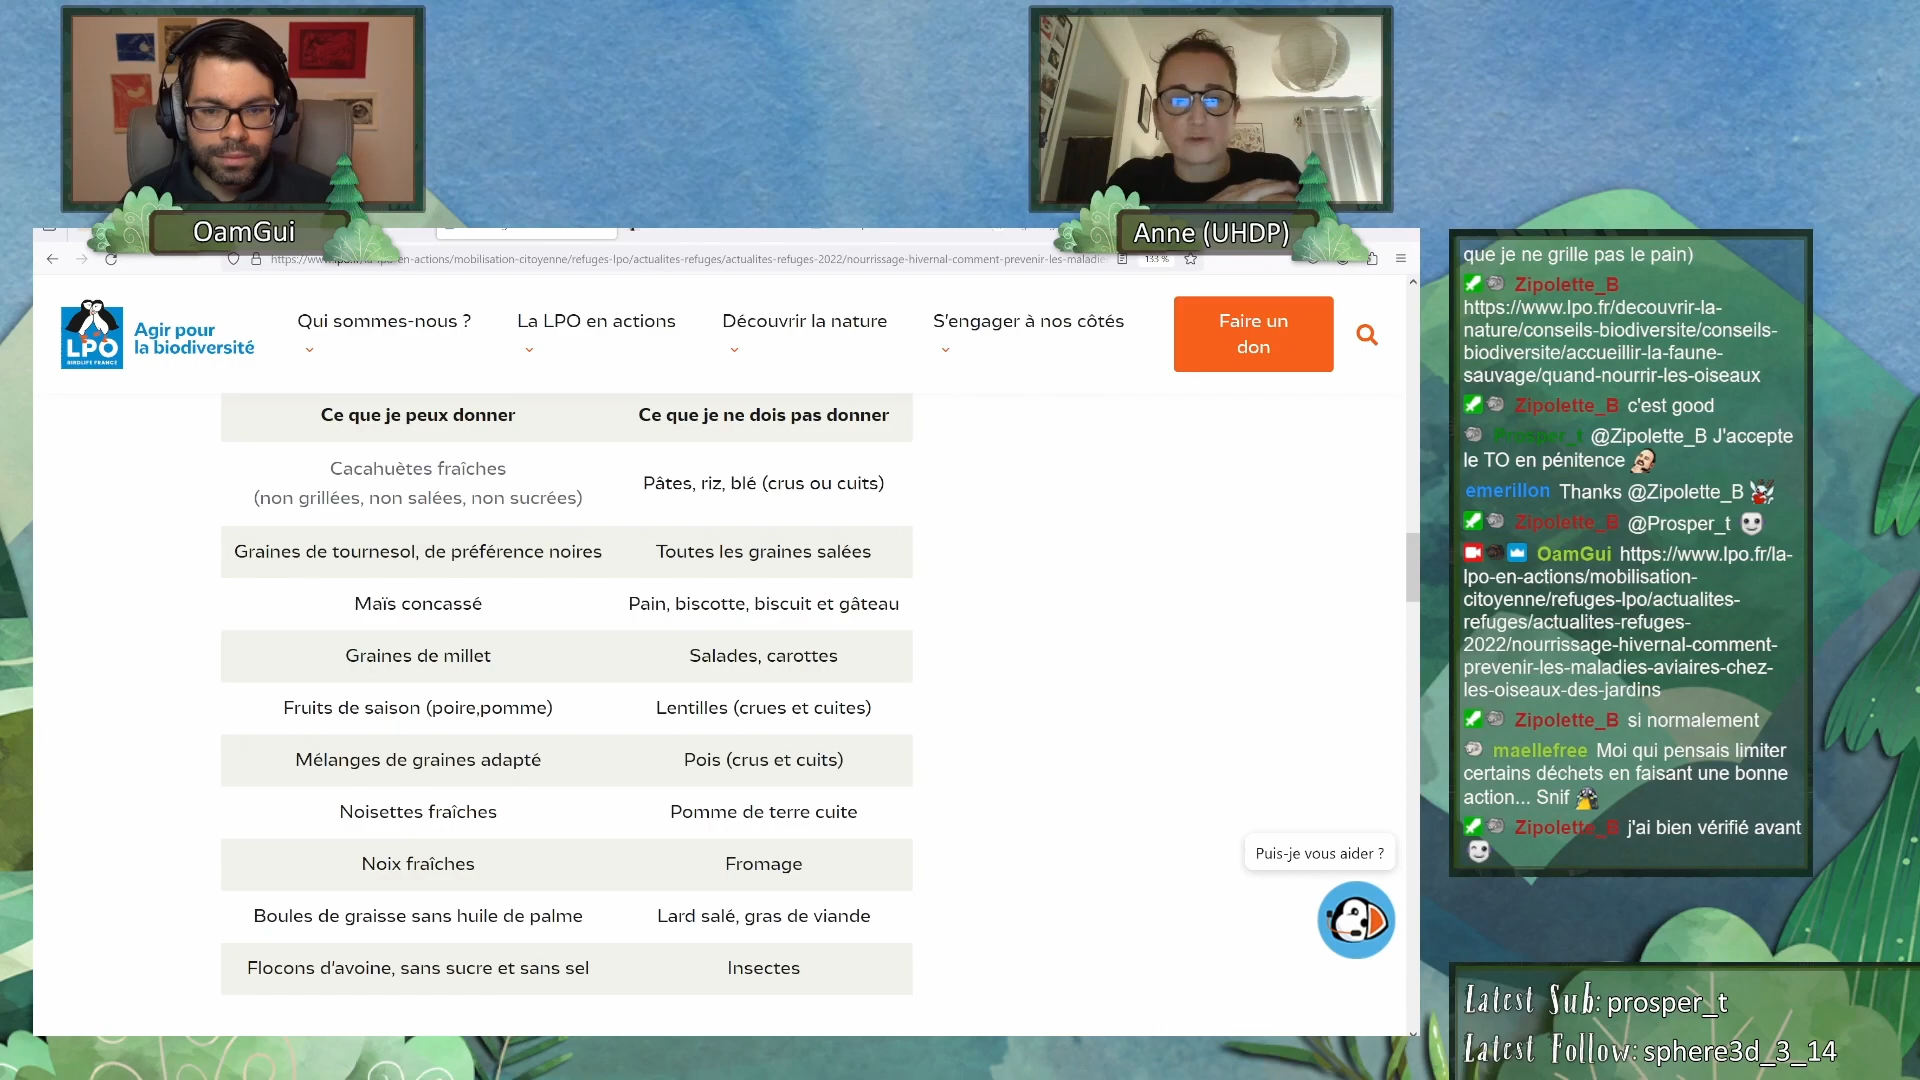 OamGui
Anne (UHDP)
133 %
LPO
BIRDLIFE FRANCE
Agir pour
la biodiversité
Qui sommes-nous ?
La LPO en actions
Découvrir la nature
S'engager à nos côtés
Faire un
don
Ce que je peux donner
Ce que je ne dois pas donner
Cacahuètes fraîches
(non grillées, non salées, non sucrées)
Pâtes, riz, blé (crus ou cuits)
Graines de tournesol, de préférence noires
Toutes les graines salées
Maïs concassé
Pain, biscotte, biscuit et gâteau
Graines de millet
Salades, carottes
Fruits de saison (poire,pomme)
Lentilles (crues et cuites)
Mélanges de graines adapté
Pois (crus et cuits)
Noisettes fraîches
Pomme de terre cuite
Noix fraîches
Fromage
Boules de graisse sans huile de palme
Lard salé, gras de viande
Flocons d'avoine, sans sucre et sans sel
Insectes
Puis-je vous aider ?
que je ne grille pas le pain)
Zipolette_B
https://www.lpo.fr/decouvrir-la-
nature/conseils-biodiversite/conseils-
biodiversite/accueillir-la-faune-
sauvage/quand-nourrir-les-oiseaux
Zipolette_B c'est good
Prosper_t @Zipolette_B J'accepte
le TO en pénitence
emerillon Thanks @Zipolette_B
Zipolette_B @Prosper_t
OamGui https://www.lpo.fr/la-
lpo-en-actions/mobilisation-
citoyenne/refuges-lpo/actualites-
refuges/actualites-refuges-
2022/nourrissage-hivernal-comment-
prevenir-les-maladies-aviaires-chez-
les-oiseaux-des-jardins
Zipolette_B si normalement
maellefree Moi qui pensais limiter
certains déchets en faisant une bonne
action... Snif
Zipolette_B j'ai bien vérifié avant
Latest Sub: prosper_t
Latest Follow: sphere3d_3_14